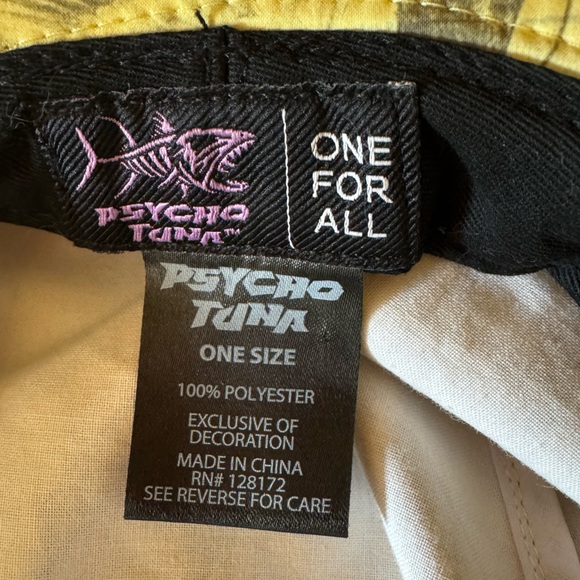 PSYCHO
TUNA™
ONE
FOR
ALL
PSYCHO
TUNA
ONE SIZE
100% POLYESTER
EXCLUSIVE OF
DECORATION
MADE IN CHINA
RN# 128172
SEE REVERSE FOR CARE